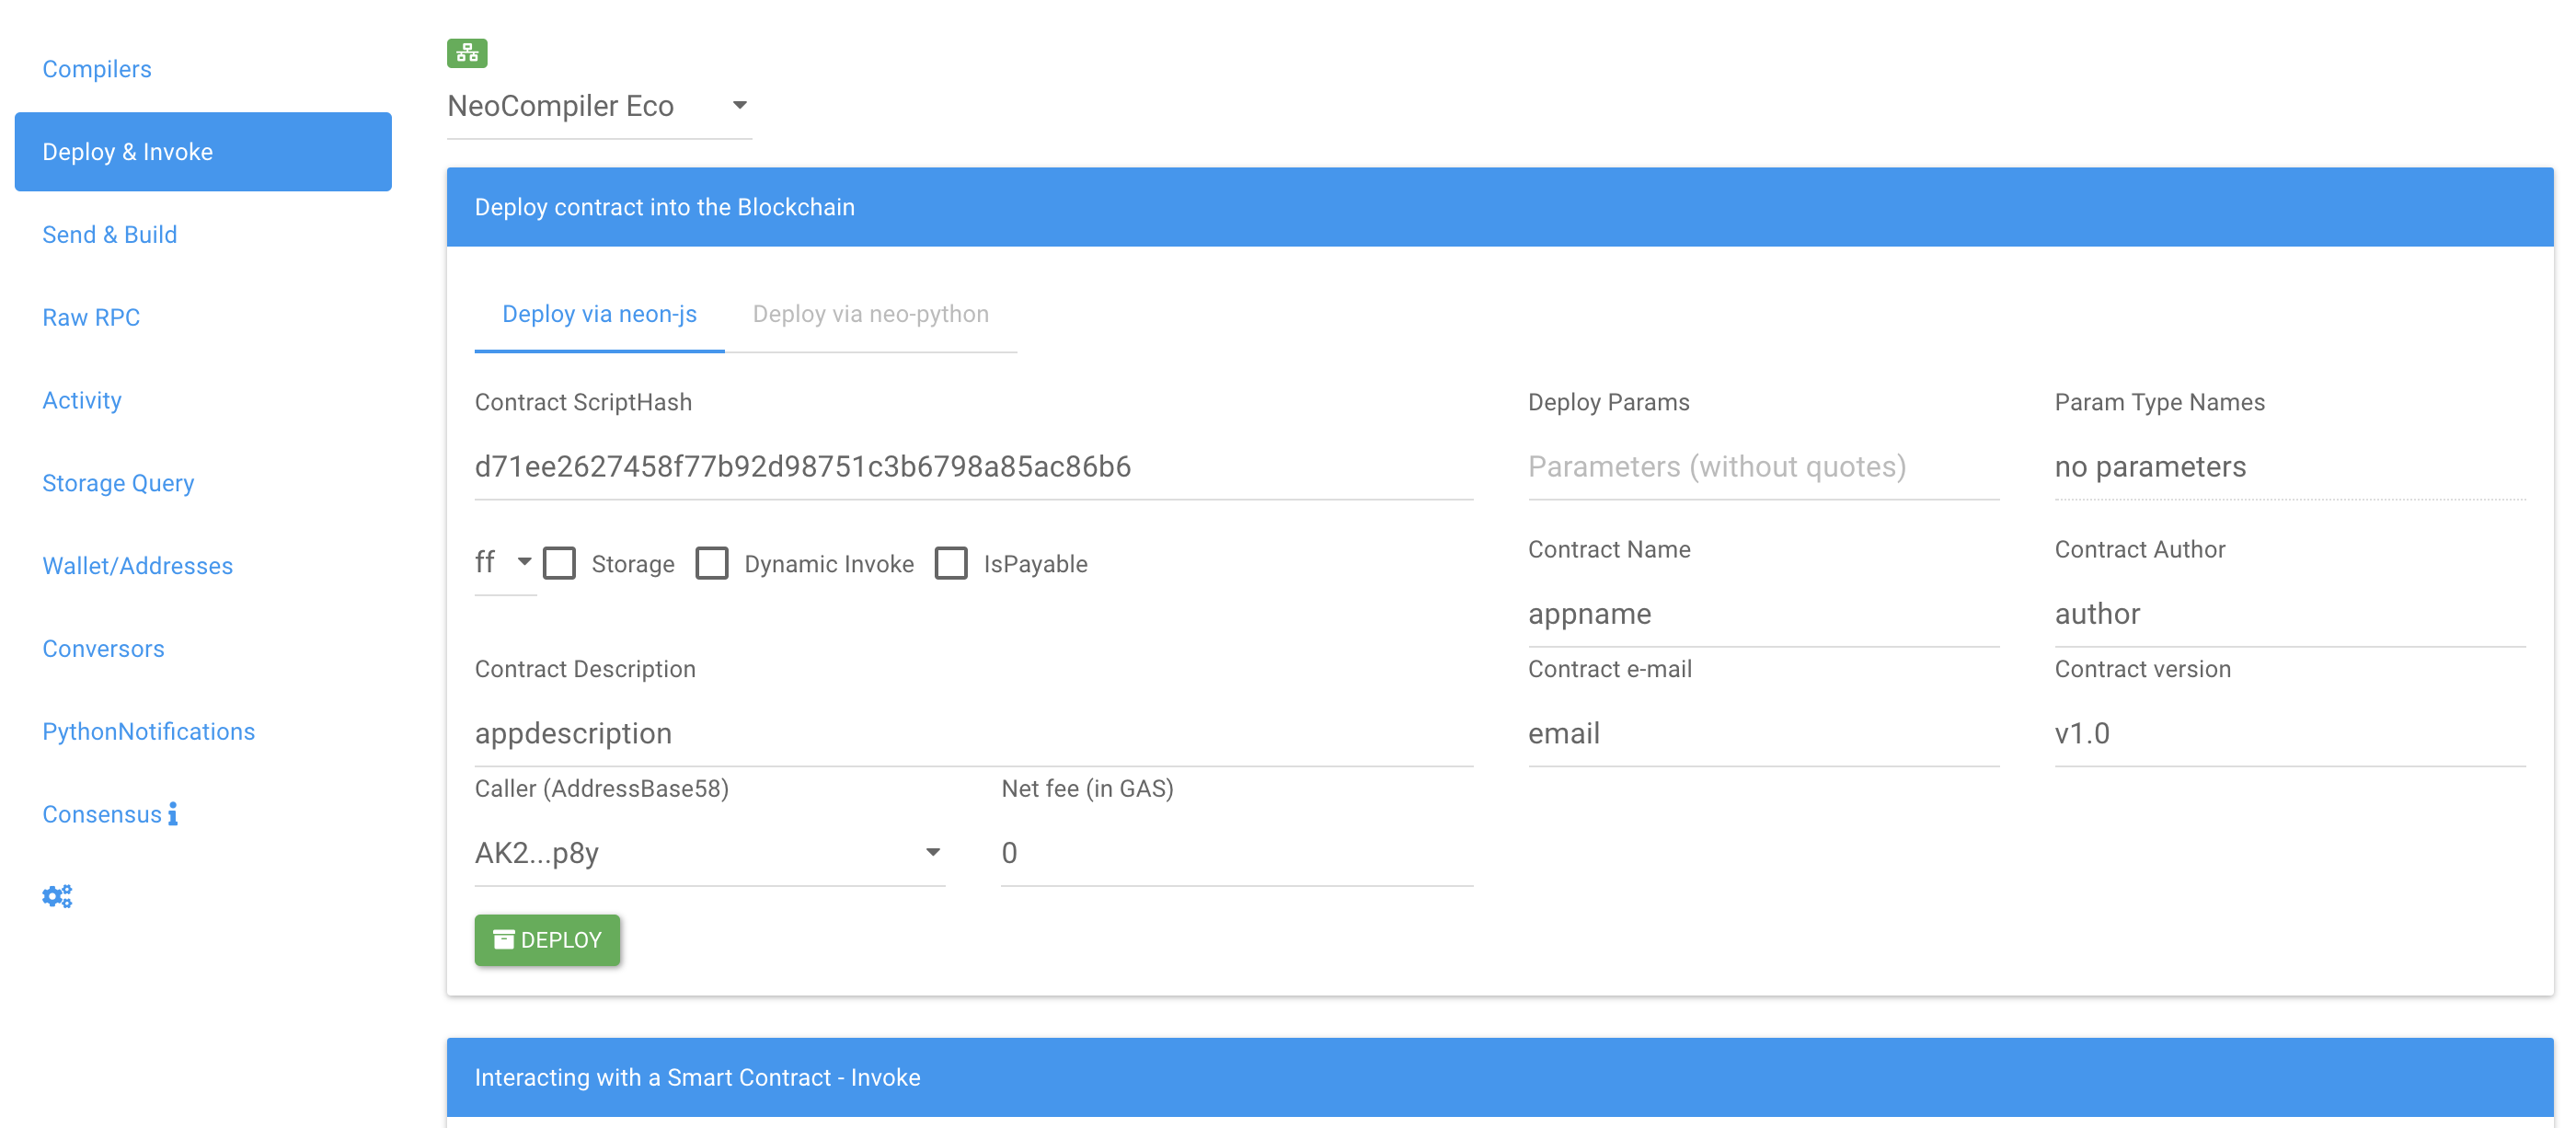 Compilers
Deploy & Invoke
Send & Build
Raw RPC
Activity
Storage Query
Wallet/Addresses
Conversors
PythonNotifications
Consensus
NeoCompiler Eco
Deploy contract into the Blockchain
Deploy via neon-js
Deploy via neo-python
Contract ScriptHash
d71ee2627458f77b92d98751c3b6798a85ac86b6
Deploy Params
Parameters (without quotes)
Param Type Names
no parameters
ff
Storage
Dynamic Invoke
IsPayable
Contract Name
appname
Contract Author
author
Contract Description
appdescription
Contract e-mail
email
Contract version
v1.0
Caller (AddressBase58)
AK2...p8y
Net fee (in GAS)
0
DEPLOY
Interacting with a Smart Contract - Invoke